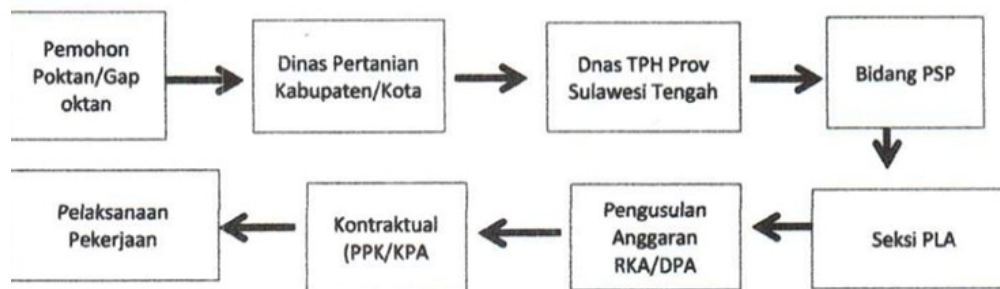 Pemohon
Poktan/Gap
oktan
Dinas Pertanian
Kabupaten/Kota
Dnas TPH Prov
Sulawesi Tengah
Bidang PSP
Seksi PLA
Pengusulan
Anggaran
RKA/DPA
Kontraktual
(PPK/KPA
Pelaksanaan
Pekerjaan